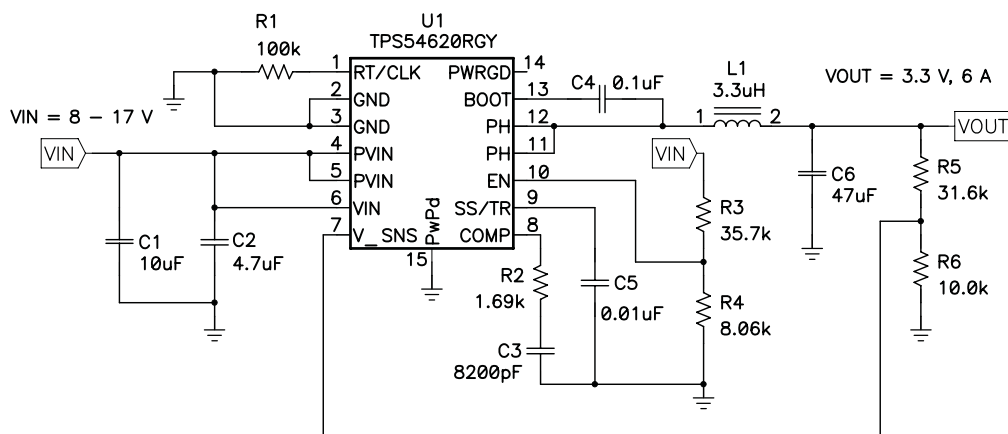 U1
TPS54620RGY
R1
100k
1 RT/CLK
2 GND
3 GND
4 PVIN
5 PVIN
6 VIN
7 V_SNS
15 PwPd
PWRGD 14
BOOT 13
PH 12
PH 11
EN 10
SS/TR 9
COMP 8
VIN = 8 – 17 V
VIN
C1
10uF
C2
4.7uF
C4 0.1uF
L1
3.3uH
1 2
VOUT = 3.3 V, 6 A
VOUT
VIN
R3
35.7k
R4
8.06k
R2
1.69k
C3
8200pF
C5
0.01uF
C6
47uF
R5
31.6k
R6
10.0k